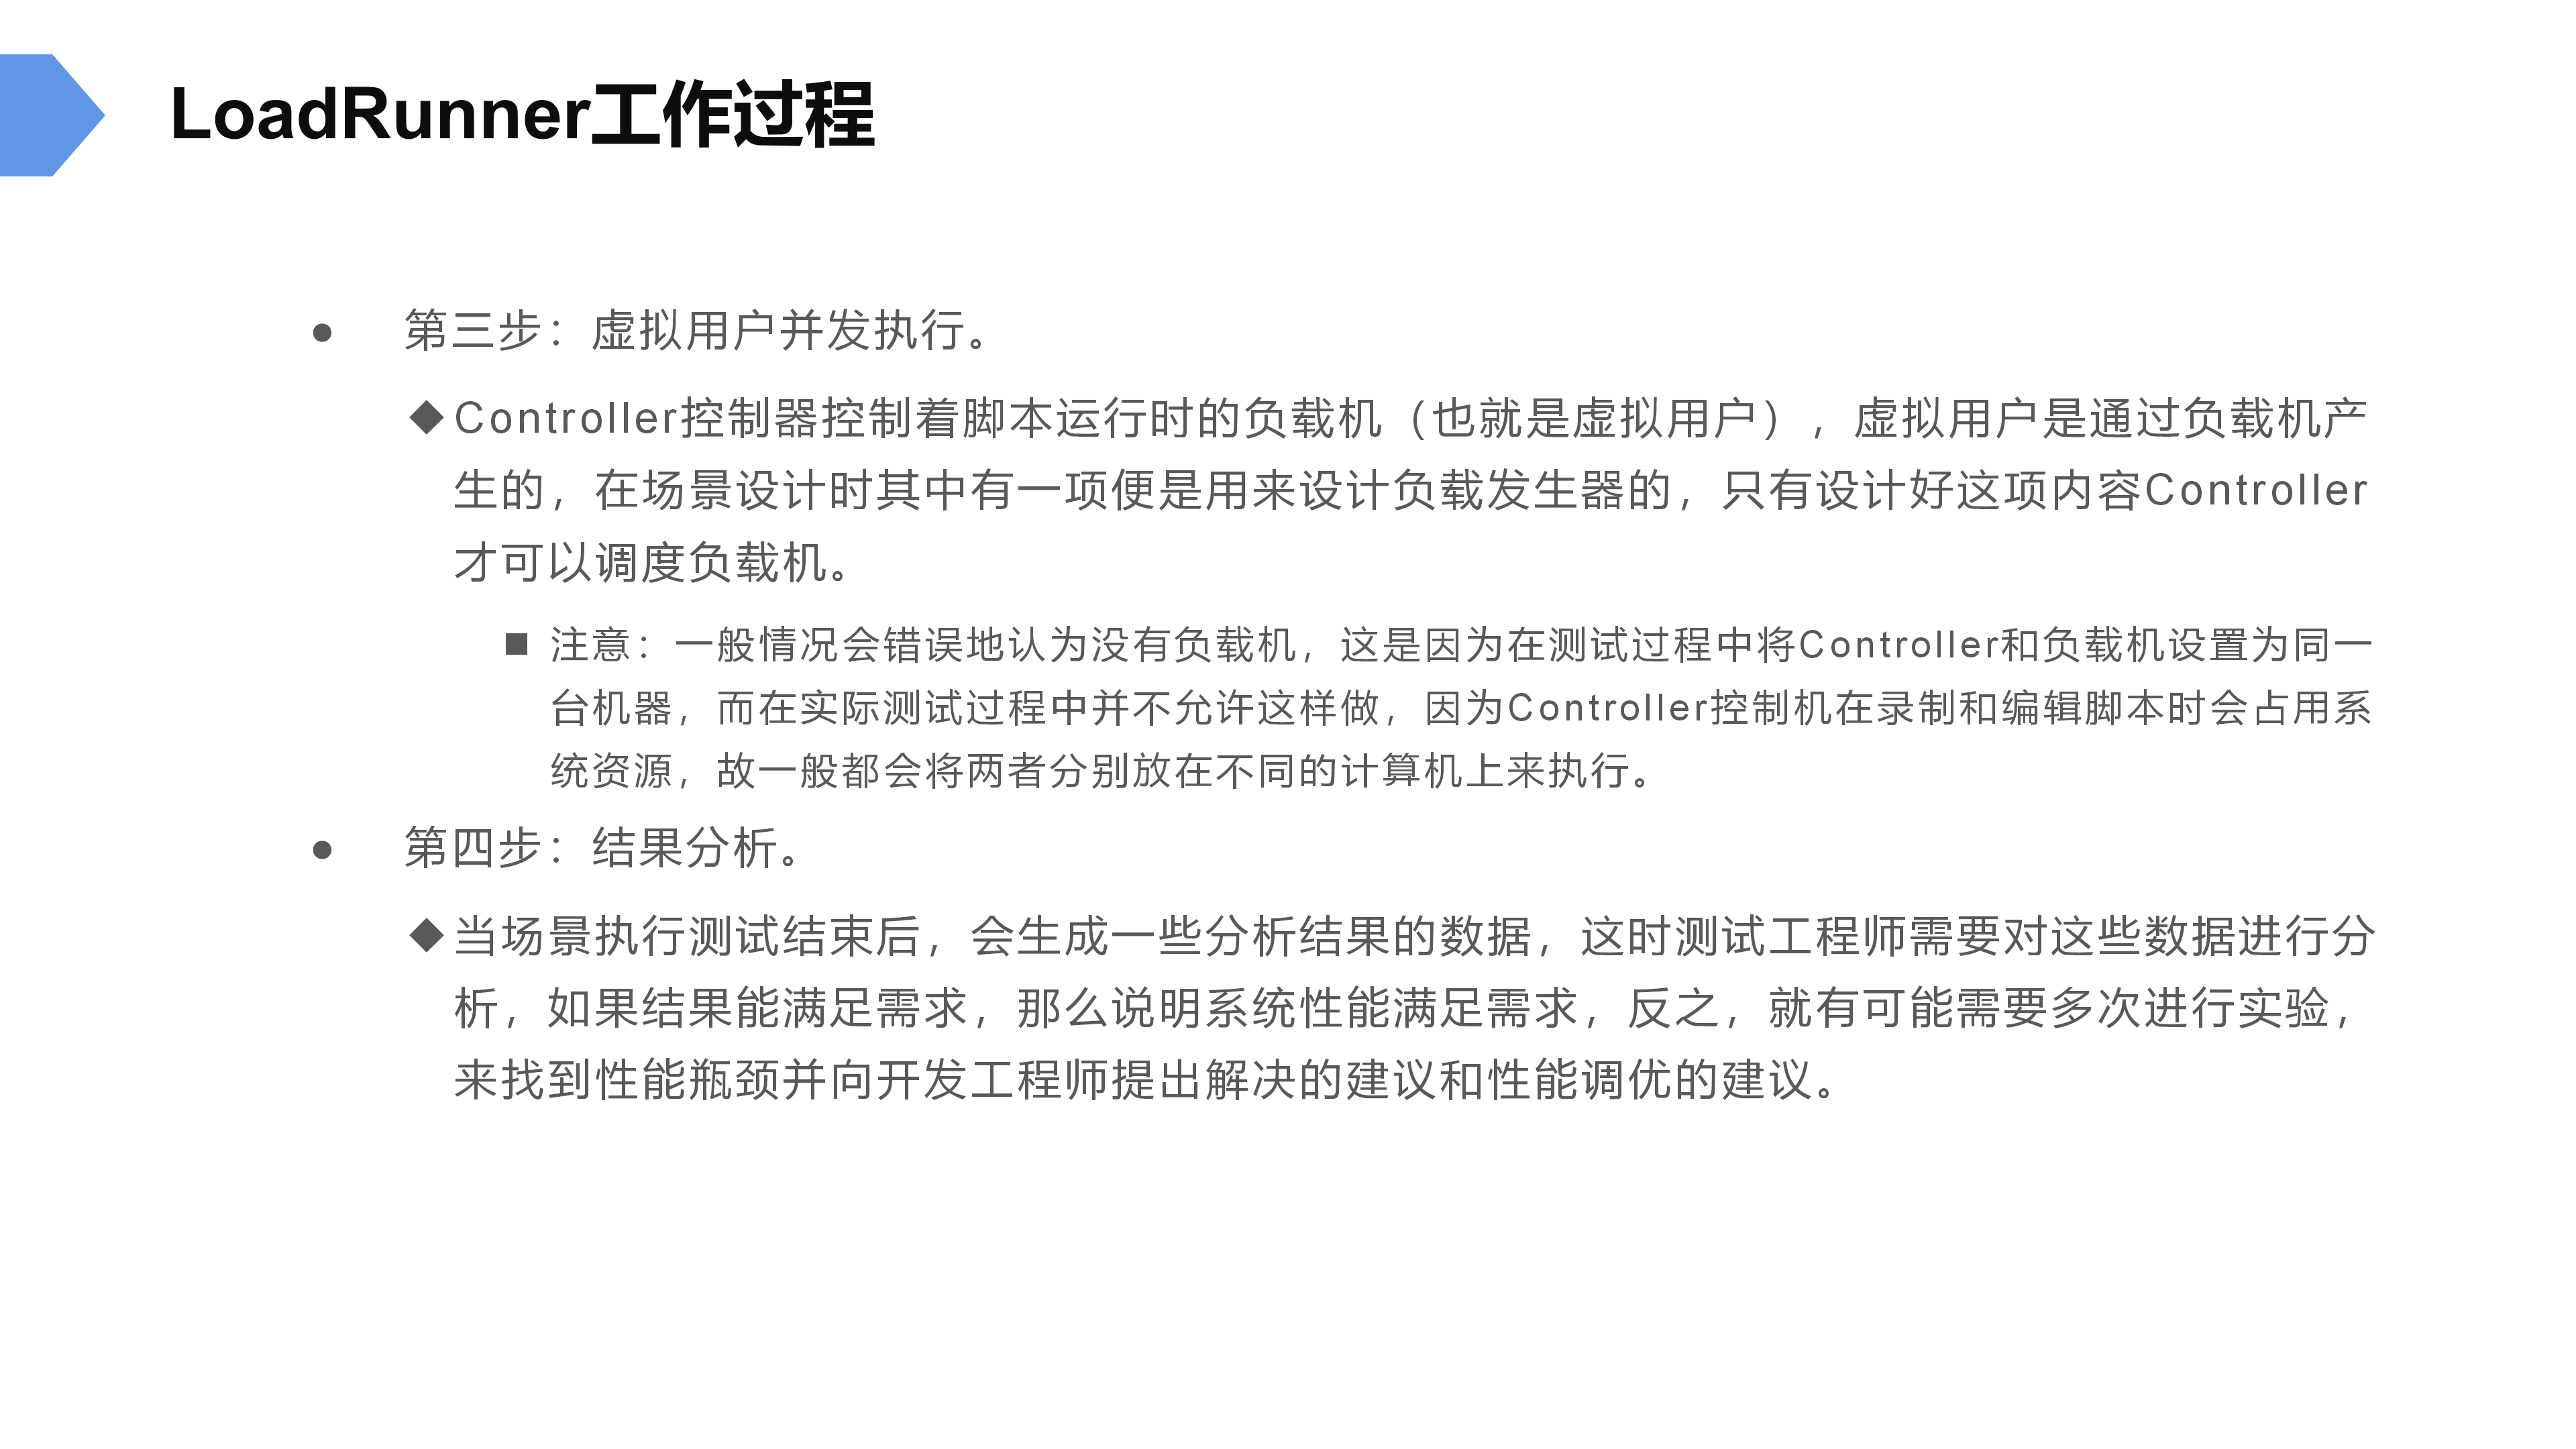 LoadRunner工作过程
● 第三步：虚拟用户并发执行。
◆Controller控制器控制着脚本运行时的负载机（也就是虚拟用户），虚拟用户是通过负载机产
生的，在场景设计时其中有一项便是用来设计负载发生器的，只有设计好这项内容Controller
才可以调度负载机。
■ 注意：一般情况会错误地认为没有负载机，这是因为在测试过程中将Controller和负载机设置为同一
台机器，而在实际测试过程中并不允许这样做，因为Controller控制机在录制和编辑脚本时会占用系
统资源，故一般都会将两者分别放在不同的计算机上来执行。
● 第四步：结果分析。
◆当场景执行测试结束后，会生成一些分析结果的数据，这时测试工程师需要对这些数据进行分
析，如果结果能满足需求，那么说明系统性能满足需求，反之，就有可能需要多次进行实验，
来找到性能瓶颈并向开发工程师提出解决的建议和性能调优的建议。